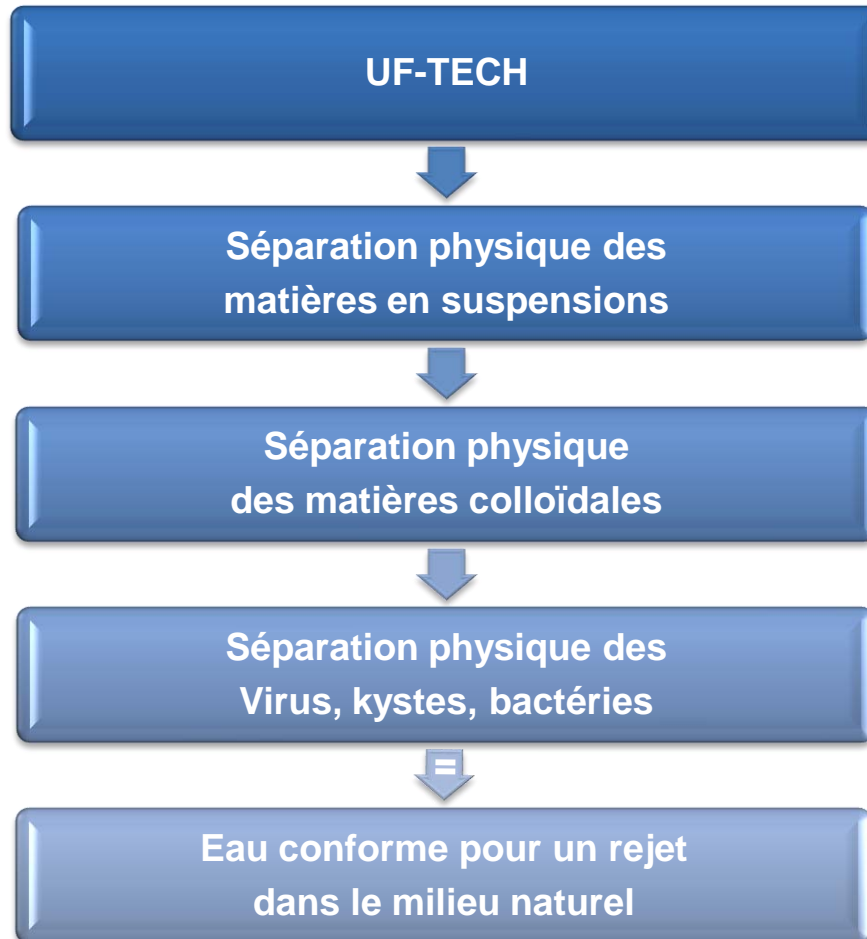 UF-TECH
Séparation physique des
matières en suspensions
Séparation physique
des matières colloïdales
Séparation physique des
Virus, kystes, bactéries
=
Eau conforme pour un rejet
dans le milieu naturel